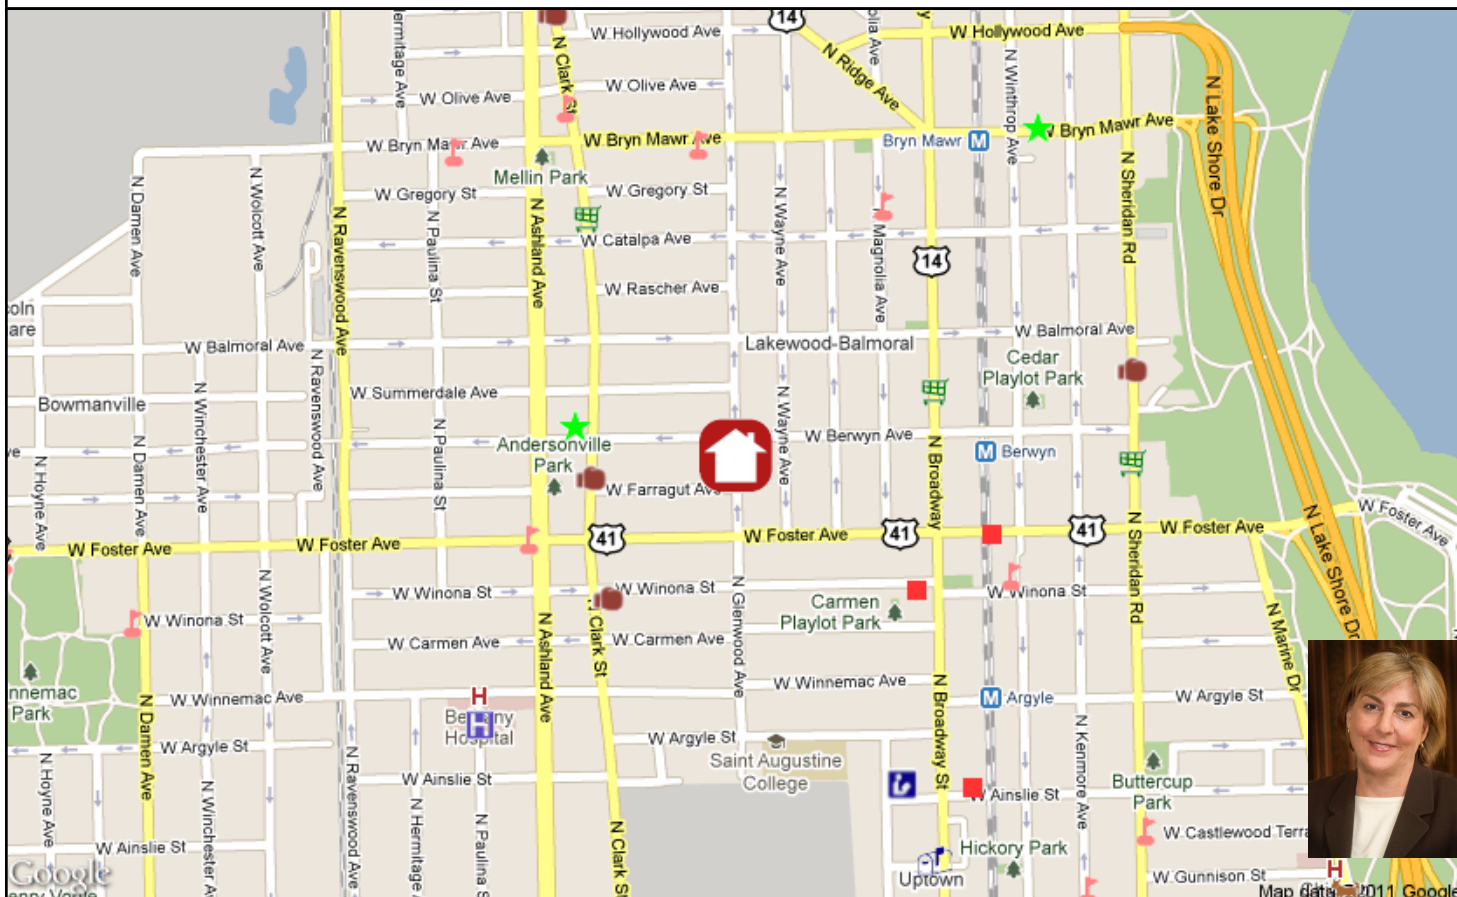 14
W Hollywood Ave
W Hollywood Ave
N Clark St
N Ridge Ave
N Winthrop Ave
N Lake Shore Dr
W Olive Ave
W Olive Ave
W Bryn Mawr Ave
W Bryn Mawr Ave
Bryn Mawr
M
W Bryn Mawr Ave
Mellin Park
W Gregory St
W Gregory St
N Damen Ave
N Wolcott Ave
N Ravenswood Ave
N Paulina St
N Ashland Ave
N Wayne Ave
N Magnolia Ave
N Sheridan Rd
W Catalpa Ave
14
W Rascher Ave
W Balmoral Ave
Lakewood-Balmoral
W Balmoral Ave
Cedar
Playlot Park
N Winchester Ave
N Ravenswood Ave
W Summerdale Ave
Bowmanville
N Wayne Ave
N Hoyne Ave
N Damen Ave
N Paulina St
Andersonville
Park
W Berwyn Ave
M
Berwyn
N Broadway
W Farragut Ave
W Foster Ave
W Foster Ave
41
W Foster Ave
41
41
W Foster Ave
W Foster Ave
N Sheridan Rd
N Lake Shore Dr
W Winona St
W Winona St
W Winona St
W Winona St
N Wolcott Ave
Carmen
Playlot Park
W Carmen Ave
W Carmen Ave
N Ashland Ave
N Clark St
N Glenwood Ave
N Marine Dr
Park
W Winnemac Ave
W Winnemac Ave
N Damen Ave
H
H
Hospital
M
Argyle
W Argyle St
W Argyle St
W Argyle St
N Broadway St
N Kenmore Ave
Saint Augustine
College
W Ainslie St
W Ainslie St
Buttercup
Park
N Hoyne Ave
N Ravenswood Ave
N Clark St
W Ainslie St
Hickory Park
Uptown
H
W Gunnison St
Google
Map data 2011 Google